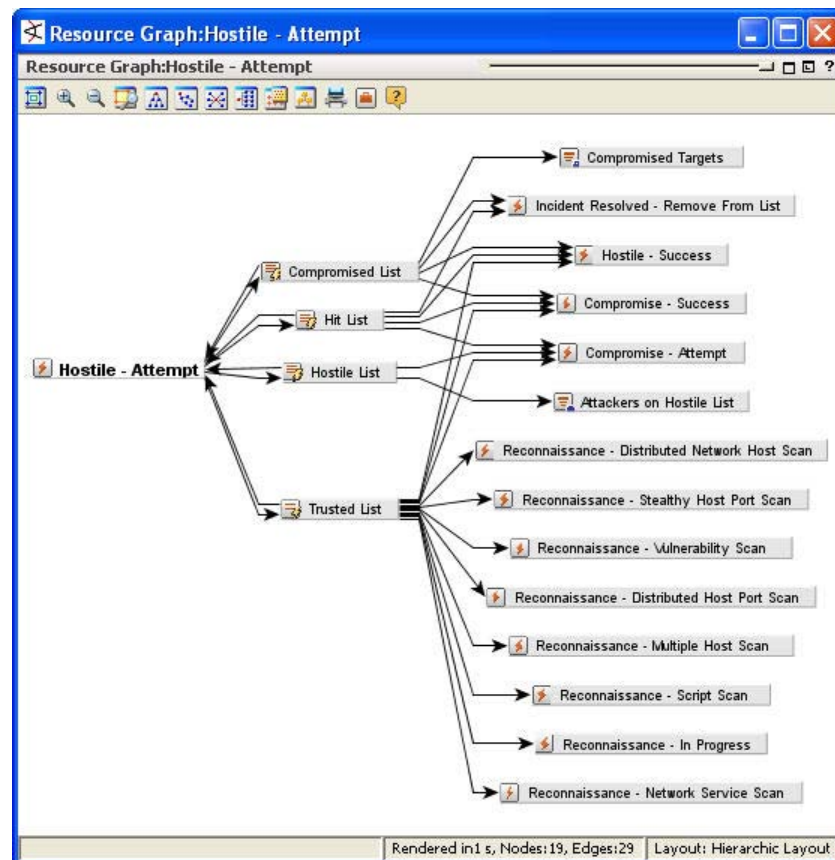 Resource Graph:Hostile - Attempt
Resource Graph:Hostile - Attempt
?
?
Compromised Targets
Incident Resolved - Remove From List
Hostile - Success
Compromised List
Compromise - Success
Hit List
Compromise - Attempt
Hostile - Attempt
Hostile List
Attackers on Hostile List
Reconnaissance - Distributed Network Host Scan
Reconnaissance - Stealthy Host Port Scan
Trusted List
Reconnaissance - Vulnerability Scan
Reconnaissance - Distributed Host Port Scan
Reconnaissance - Multiple Host Scan
Reconnaissance - Script Scan
Reconnaissance - In Progress
Reconnaissance - Network Service Scan
Rendered in1 s, Nodes:19, Edges:29
Layout: Hierarchic Layout